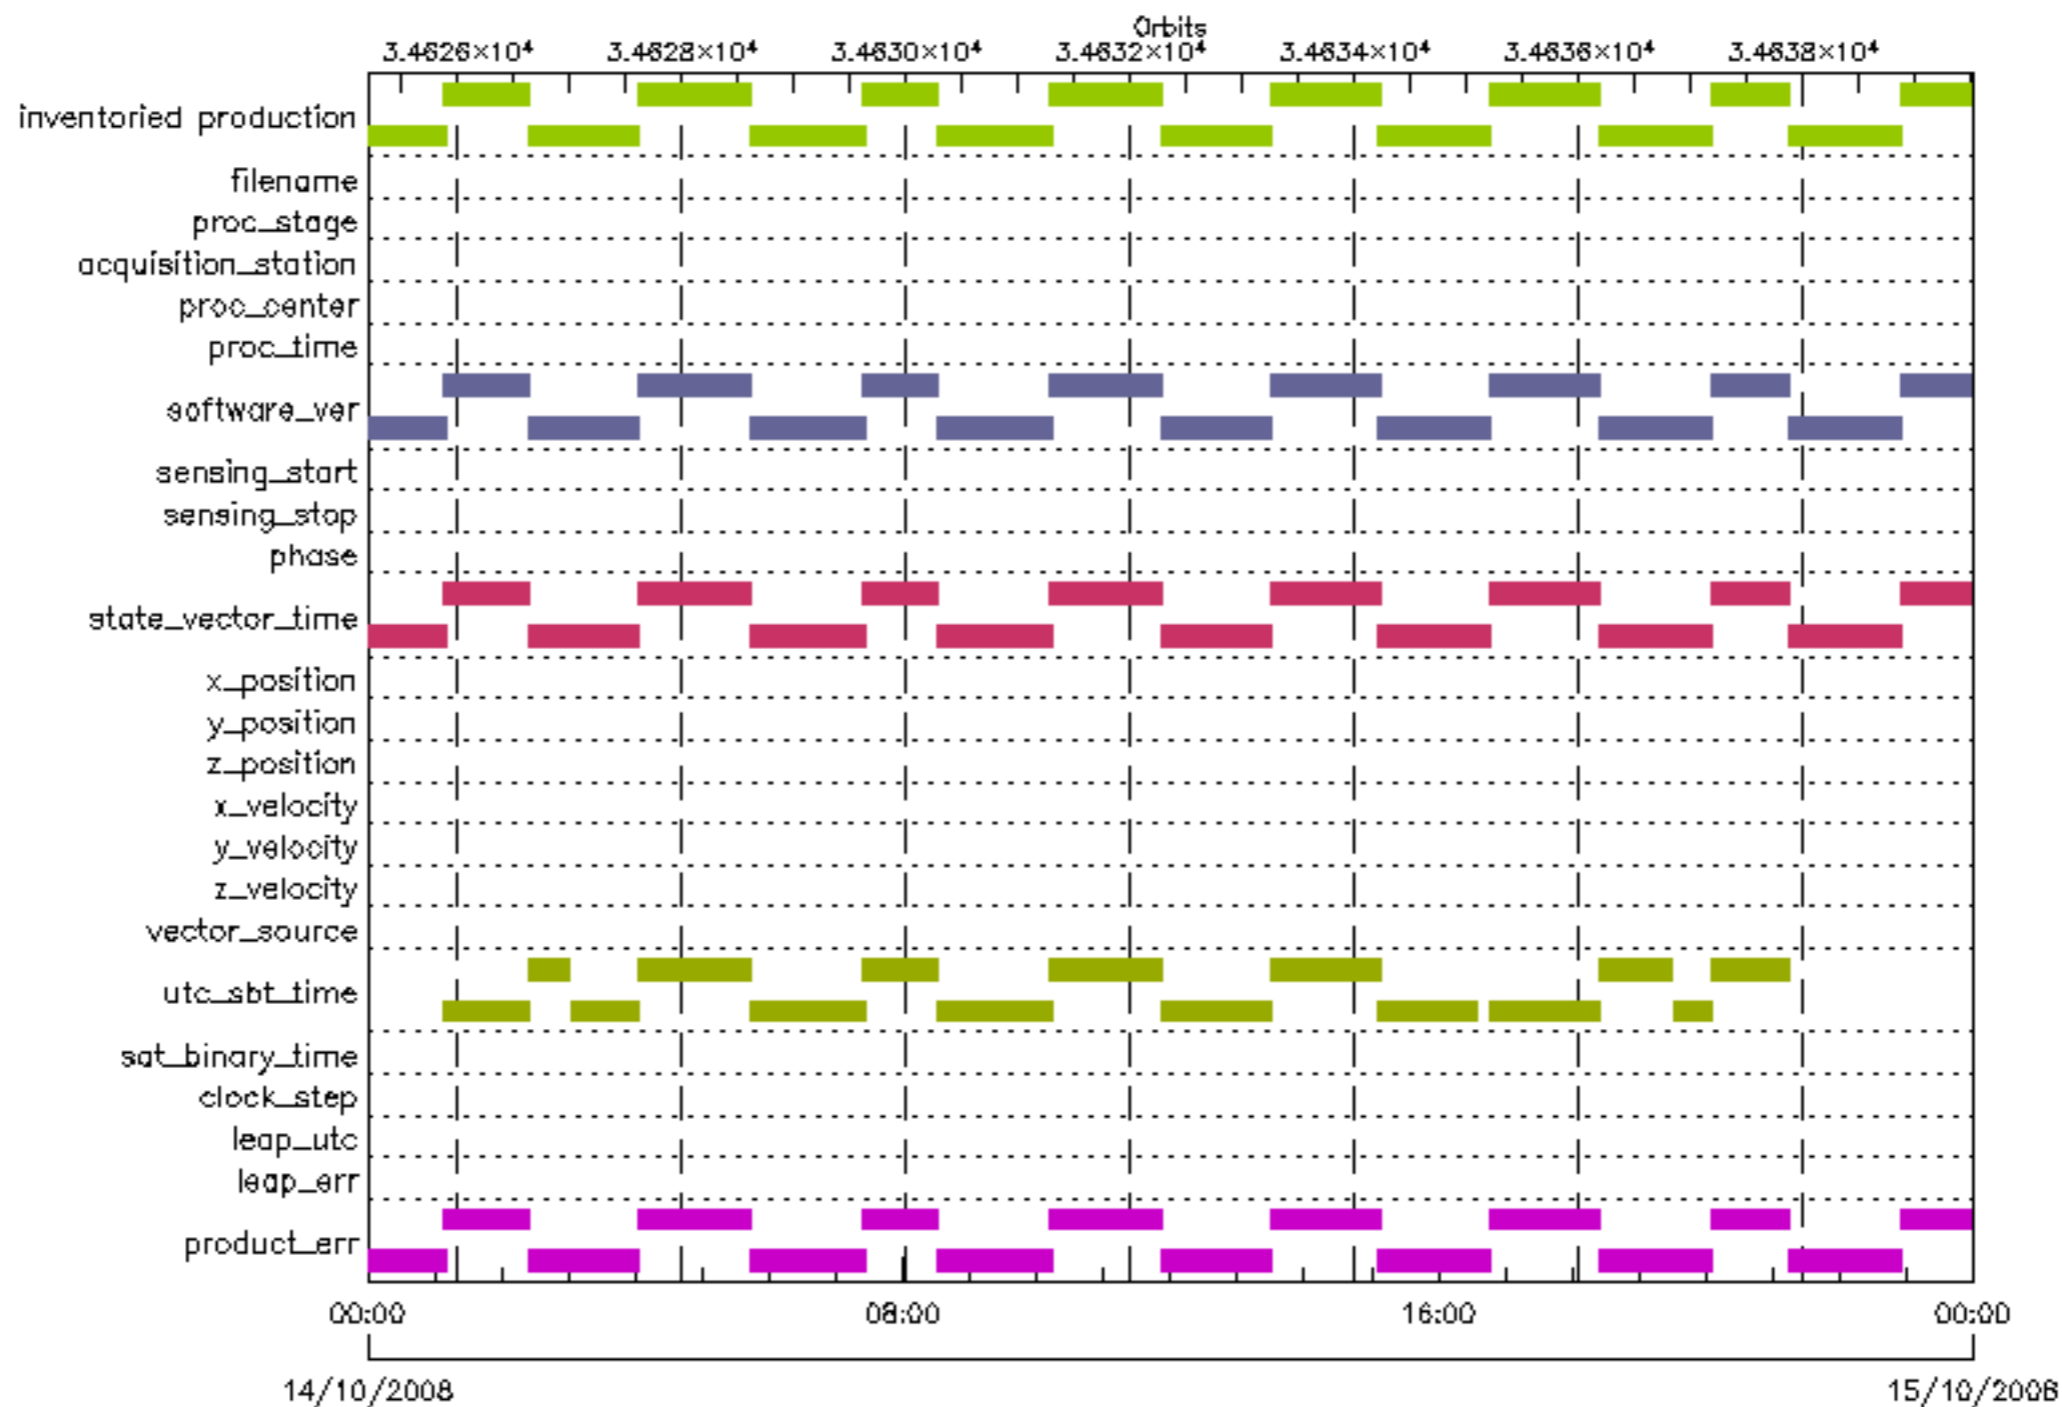 Orbits
3.4626×10⁴ 3.4628×10⁴ 3.4630×10⁴ 3.4632×10⁴ 3.4634×10⁴ 3.4636×10⁴ 3.4638×10⁴
inventoried production
filename
proc_stage
acquisition_station
proc_center
proc_time
software_ver
sensing_start
sensing_stop
phase
state_vector_time
x_position
y_position
z_position
x_velocity
y_velocity
z_velocity
vector_source
utc_sbt_time
sat_binary_time
clock_step
leap_utc
leap_err
product_err
00:00 08:00 16:00 00:00
14/10/2008 15/10/2008